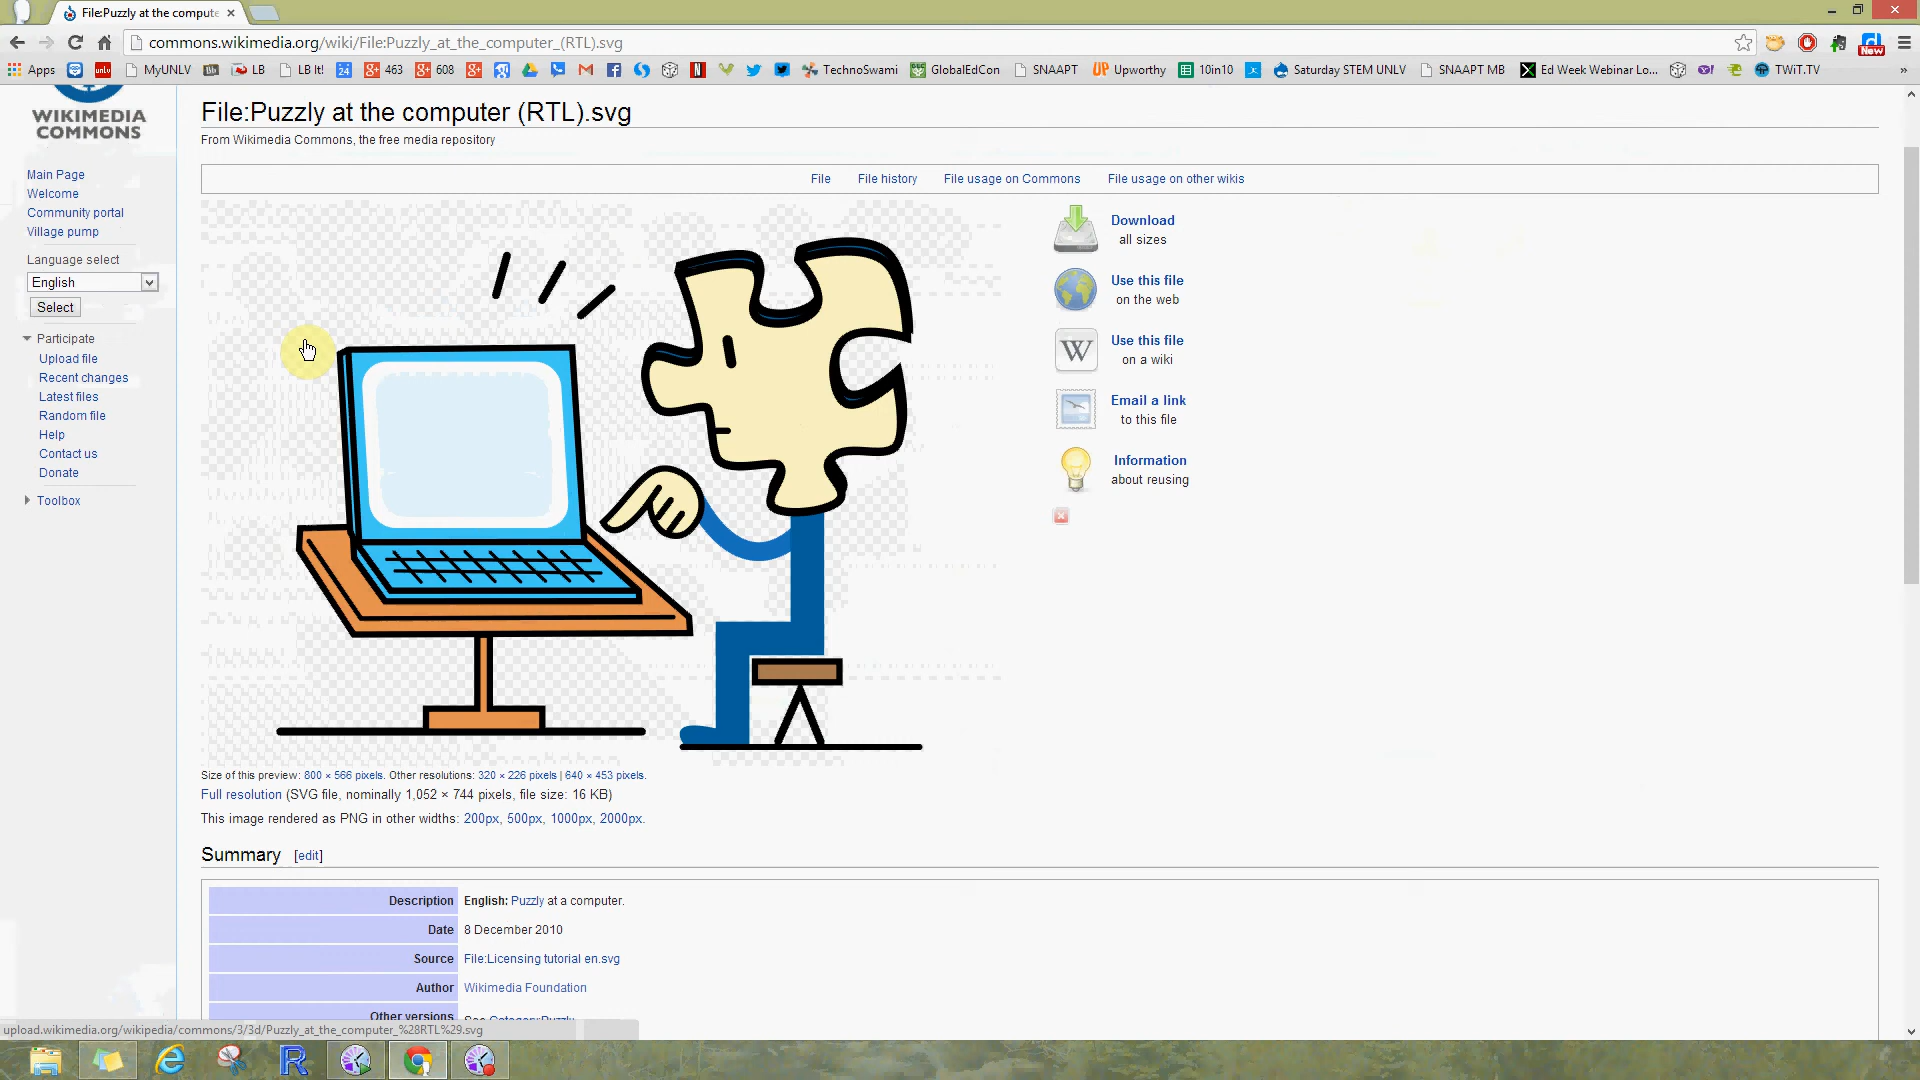 File:Puzzly at the compute
commons.wikimedia.org/wiki/File:Puzzly_at_the_computer_(RTL).svg
New
Apps unlv MyUNLV LB LB It! 24 463 608 TechnoSwami GlobalEdCon SNAAPT UP Upworthy 10in10 Saturday STEM UNLV SNAAPT MB Ed Week Webinar Lo... TWiT.TV »
WIKIMEDIA
COMMONS
Main Page
Welcome
Community portal
Village pump
Language select
English
Select
Participate
Upload file
Recent changes
Latest files
Random file
Help
Contact us
Donate
Toolbox
File:Puzzly at the computer (RTL).svg
From Wikimedia Commons, the free media repository
File File history File usage on Commons File usage on other wikis
Download
all sizes
Use this file
on the web
W
Use this file
on a wiki
Email a link
to this file
Information
about reusing
Size of this preview: 800 × 566 pixels. Other resolutions: 320 × 226 pixels | 640 × 453 pixels.
Full resolution (SVG file, nominally 1,052 × 744 pixels, file size: 16 KB)
This image rendered as PNG in other widths: 200px, 500px, 1000px, 2000px.
Summary [edit]
Description English: Puzzly at a computer.
Date 8 December 2010
Source File:Licensing tutorial en.svg
Author Wikimedia Foundation
Other versions See Category:Puzzly
upload.wikimedia.org/wikipedia/commons/3/3d/Puzzly_at_the_computer_%28RTL%29.svg